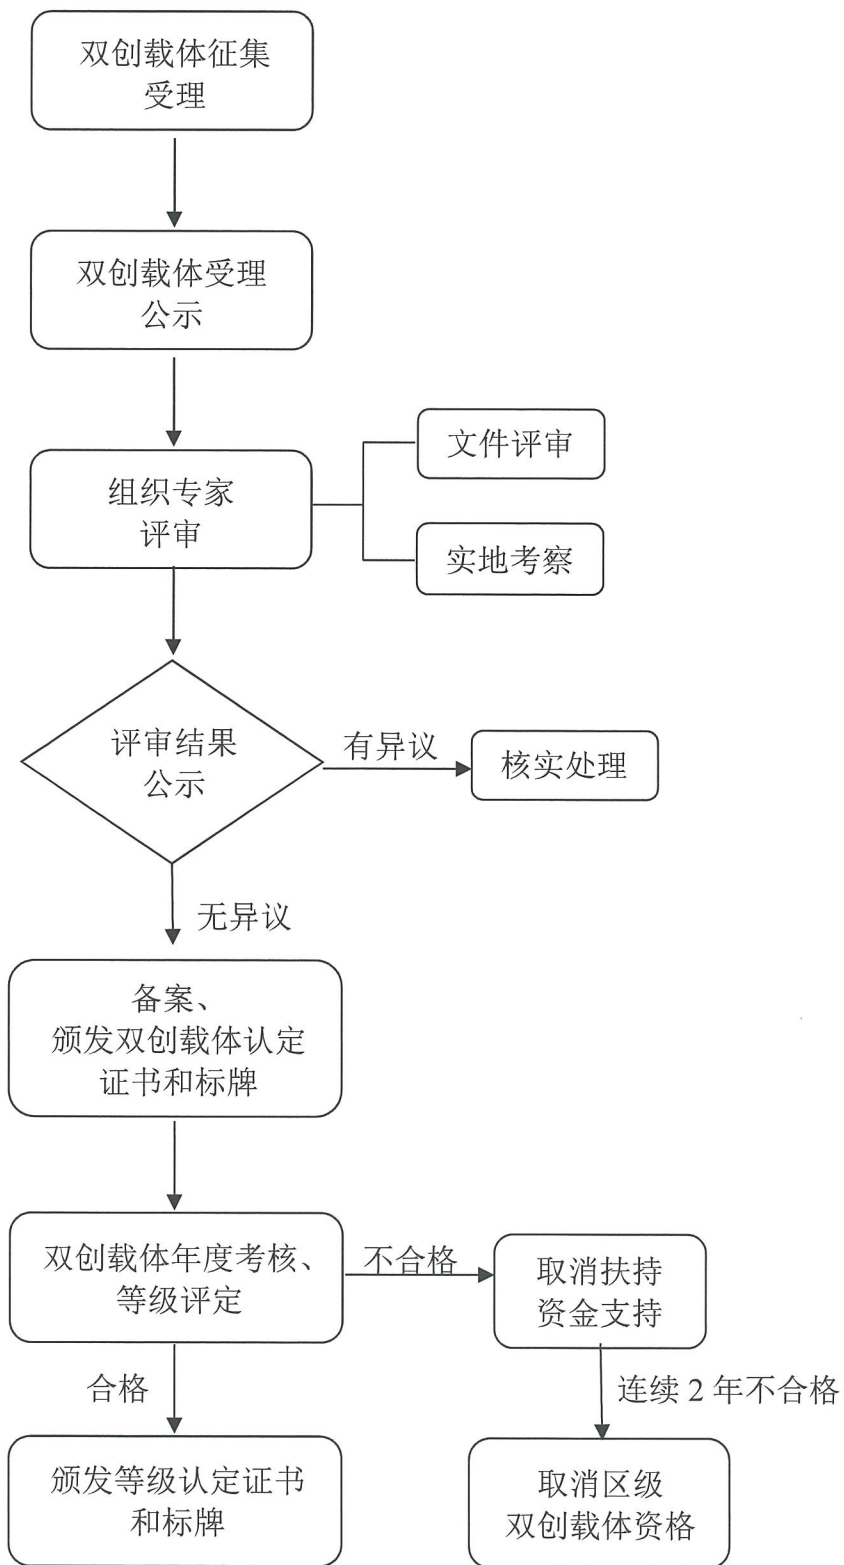 双创载体征集
受理
双创载体受理
公示
组织专家
评审
文件评审
实地考察
评审结果
公示
有异议
核实处理
无异议
备案、
颁发双创载体认定
证书和标牌
双创载体年度考核、
等级评定
不合格
取消扶持
资金支持
合格
连续 2 年不合格
颁发等级认定证书
和标牌
取消区级
双创载体资格